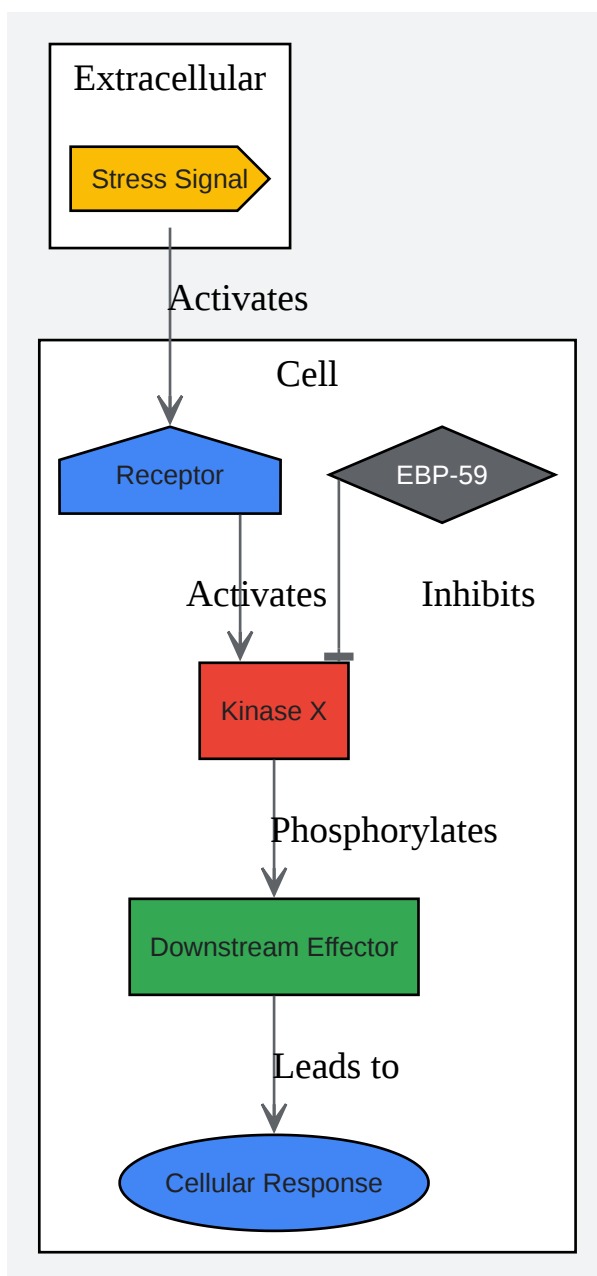 Extracellular
Stress Signal
Activates
Cell
Receptor
EBP-59
Activates
Inhibits
Kinase X
Phosphorylates
Downstream Effector
Leads to
Cellular Response